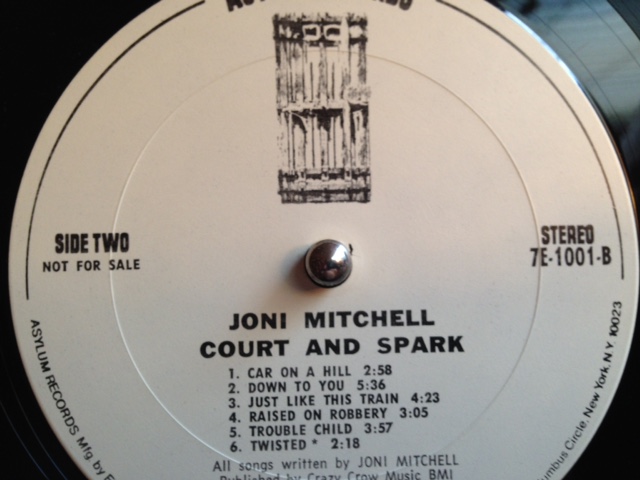 SIDE TWO
NOT FOR SALE
STEREO
7E-1001-B
JONI MITCHELL
COURT AND SPARK
1. CAR ON A HILL 2:58
2. DOWN TO YOU 5:36
3. JUST LIKE THIS TRAIN 4:23
4. RAISED ON ROBBERY 3:05
5. TROUBLE CHILD 3:57
6. TWISTED * 2:18
All songs written by JONI MITCHELL
Published by Crazy Crow Music BMI
ASYLUM RECORDS Mfg. by
Circle, New York, N.Y. 10023